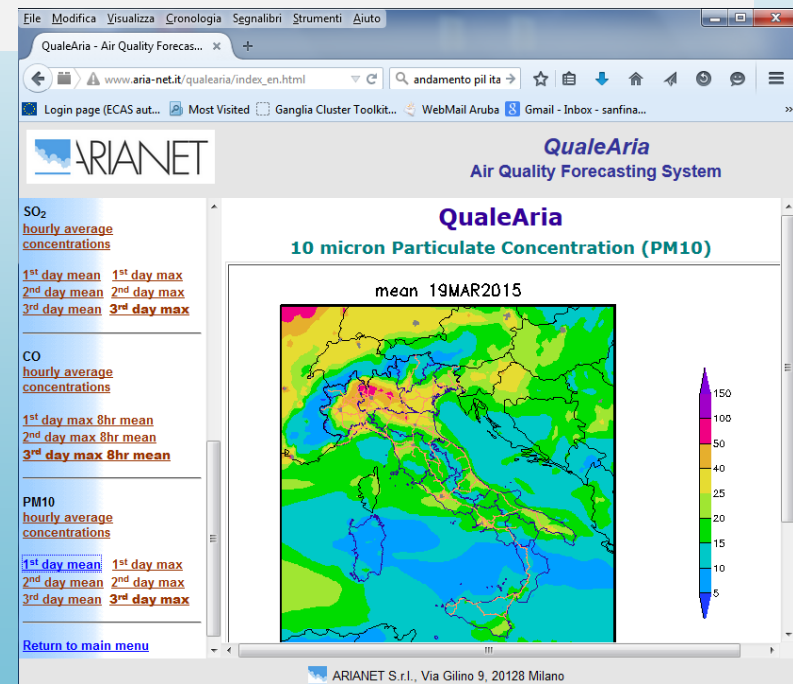 File Modifica Visualizza Cronologia Segnalibri Strumenti Aiuto
QualeAria - Air Quality Forecas... × +
www.aria-net.it/qualearia/index_en.html
andamento pil ita
Login page (ECAS aut... Most Visited Ganglia Cluster Toolkit... WebMail Aruba Gmail - Inbox - sanfina... »
ARIANET
QualeAria
Air Quality Forecasting System
SO2
hourly average
concentrations
1st day mean 1st day max
2nd day mean 2nd day max
3rd day mean 3rd day max
CO
hourly average
concentrations
1st day max 8hr mean
2nd day max 8hr mean
3rd day max 8hr mean
PM10
hourly average
concentrations
1st day mean 1st day max
2nd day mean 2nd day max
3rd day mean 3rd day max
Return to main menu
QualeAria
10 micron Particulate Concentration (PM10)
mean 19MAR2015
150
100
50
40
25
20
15
10
5
ARIANET S.r.l., Via Gilino 9, 20128 Milano